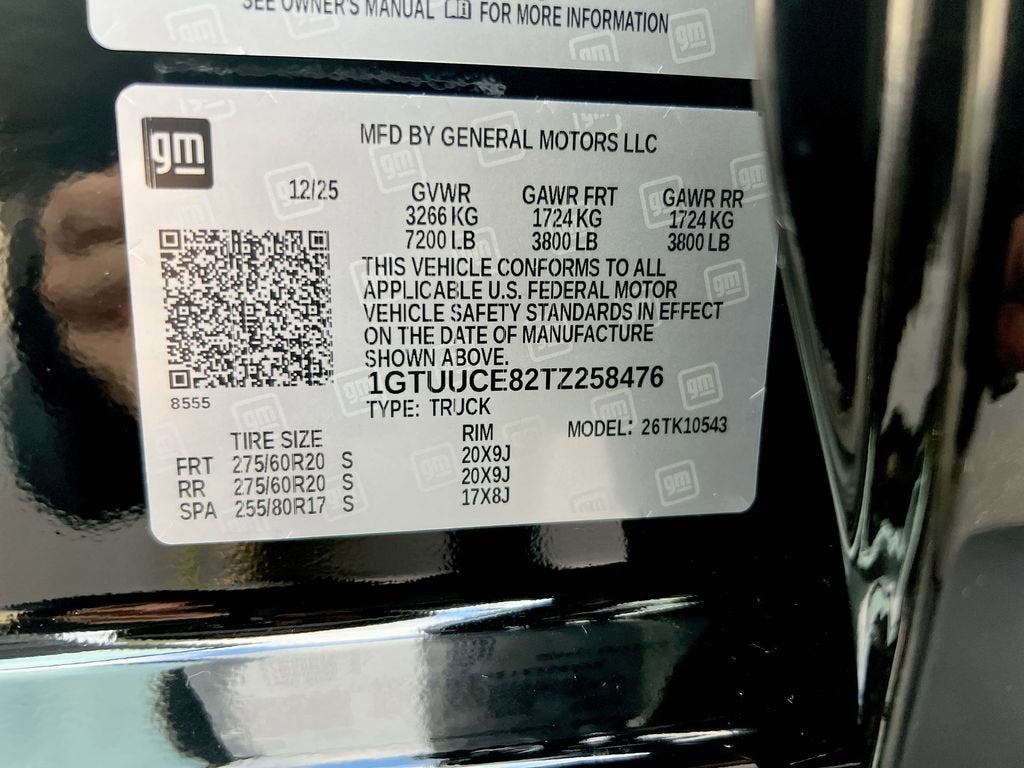 SEE OWNER'S MANUAL FOR MORE INFORMATION
gm
MFD BY GENERAL MOTORS LLC
12/25 GVWR GAWR FRT GAWR RR
3266 KG 1724 KG 1724 KG
7200 LB 3800 LB 3800 LB
THIS VEHICLE CONFORMS TO ALL
APPLICABLE U.S. FEDERAL MOTOR
VEHICLE SAFETY STANDARDS IN EFFECT
ON THE DATE OF MANUFACTURE
SHOWN ABOVE.
1GTUUCE82TZ258476
8555
TYPE: TRUCK
TIRE SIZE RIM MODEL: 26TK10543
FRT 275/60R20 S 20X9J
RR 275/60R20 S 20X9J
SPA 255/80R17 S 17X8J